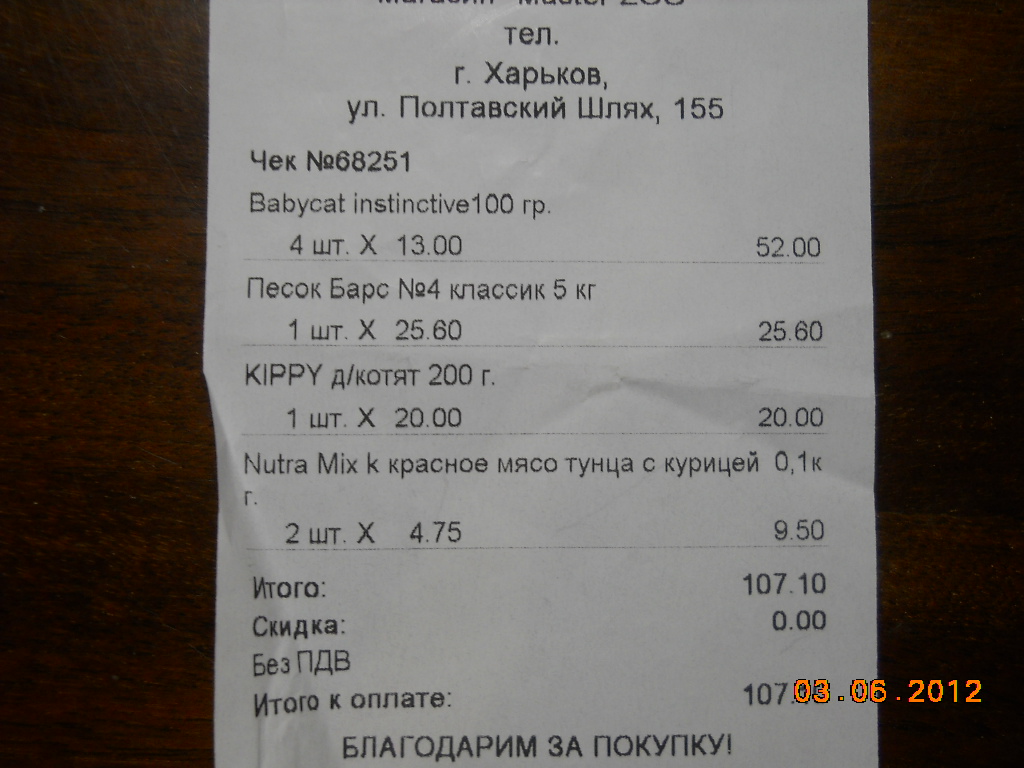 Магазин "Master ZOO"
тел.
г. Харьков,
ул. Полтавский Шлях, 155
Чек №68251
Babycat instinctive100 гр.
4 шт. X 13.00 52.00
Песок Барс №4 классик 5 кг
1 шт. X 25.60 25.60
KIPPY д/котят 200 г.
1 шт. X 20.00 20.00
Nutra Mix k красное мясо тунца с курицей 0,1к
г.
2 шт. X 4.75 9.50
Итого: 107.10
Скидка: 0.00
Без ПДВ
Итого к оплате:
03.06.2012
БЛАГОДАРИМ ЗА ПОКУПКУ!